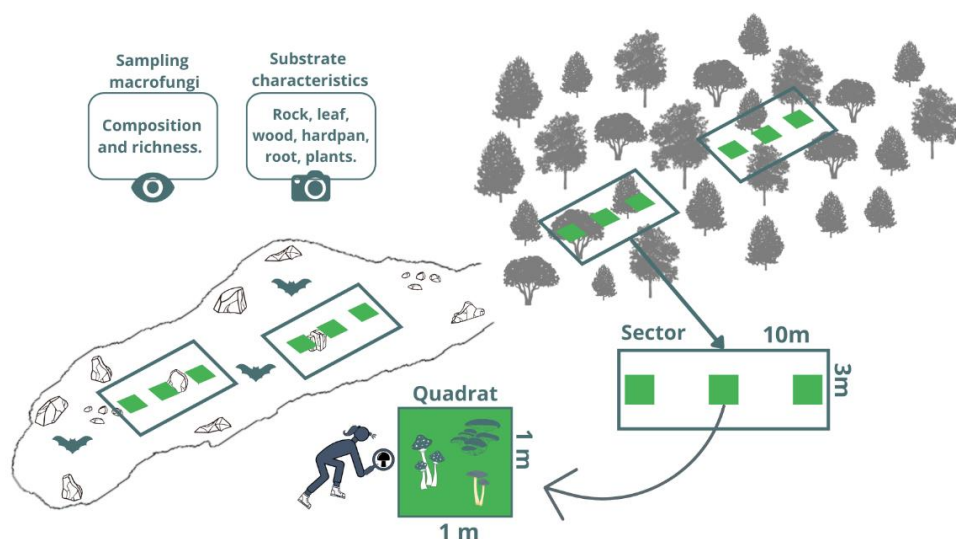 Sampling
macrofungi
Composition
and richness.
Substrate
characteristics
Rock, leaf,
wood, hardpan,
root, plants.
Sector
10m
3m
Quadrat
1 m
1 m